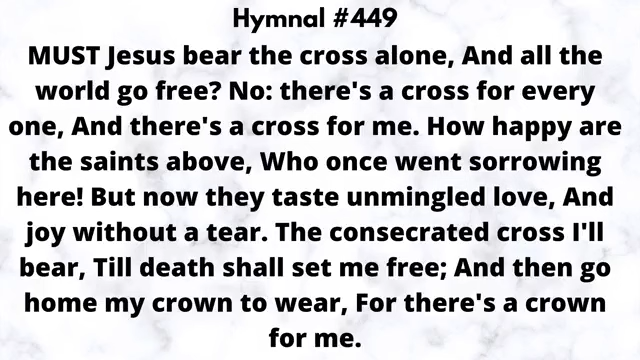 Hymnal #449
MUST Jesus bear the cross alone, And all the
world go free? No: there's a cross for every
one, And there's a cross for me. How happy are
the saints above, Who once went sorrowing
here! But now they taste unmingled love, And
joy without a tear. The consecrated cross I'll
bear, Till death shall set me free; And then go
home my crown to wear, For there's a crown
for me.